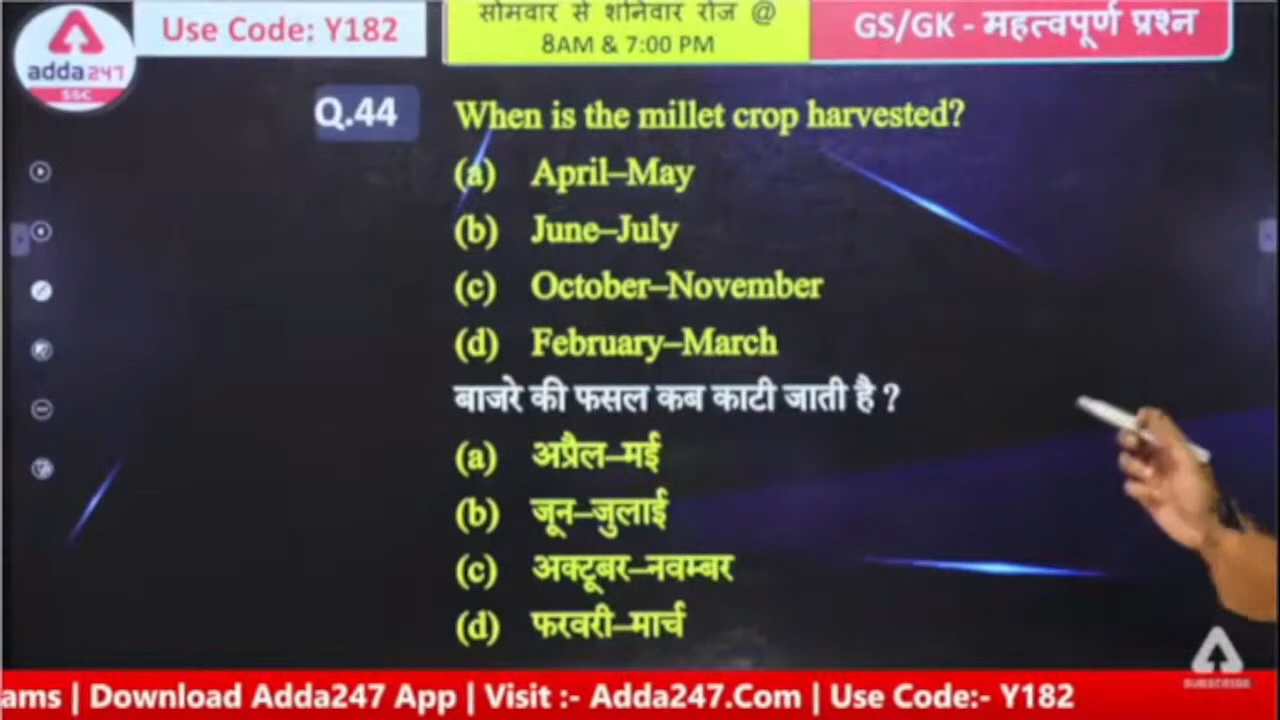 Use Code: Y182
सोमवार से शनिवार रोज @
8AM & 7:00 PM
GS/GK - महत्वपूर्ण प्रश्न
adda247
SSC
Q.44 When is the millet crop harvested?
(a) April–May
(b) June–July
(c) October–November
(d) February–March
बाजरे की फसल कब काटी जाती है ?
(a) अप्रैल–मई
(b) जून–जुलाई
(c) अक्टूबर–नवम्बर
(d) फरवरी–मार्च
SUBSCRIBE
ams | Download Adda247 App | Visit :- Adda247.Com | Use Code:- Y182